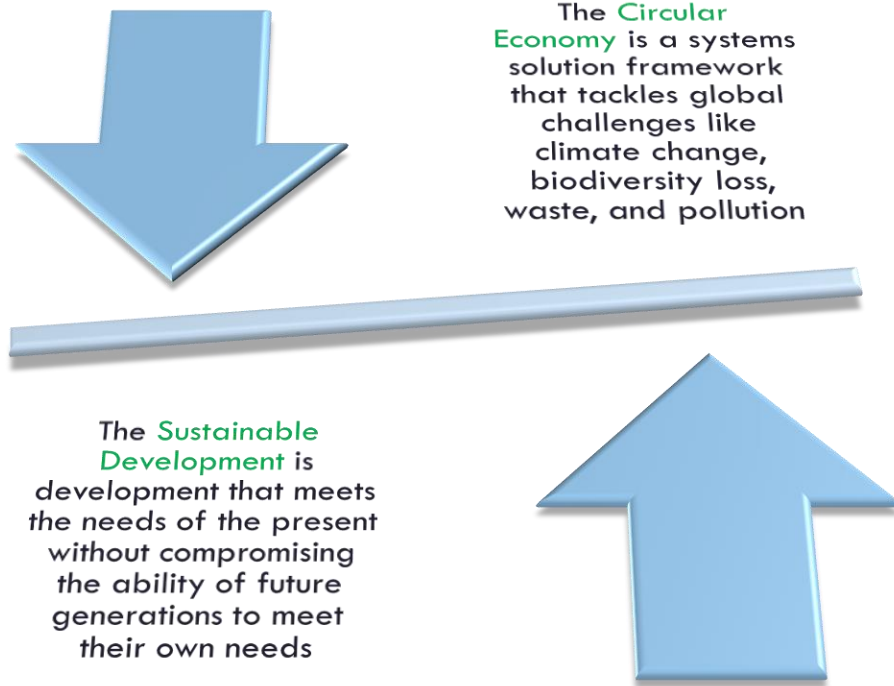 The Circular
Economy is a systems
solution framework
that tackles global
challenges like
climate change,
biodiversity loss,
waste, and pollution
The Sustainable
Development is
development that meets
the needs of the present
without compromising
the ability of future
generations to meet
their own needs